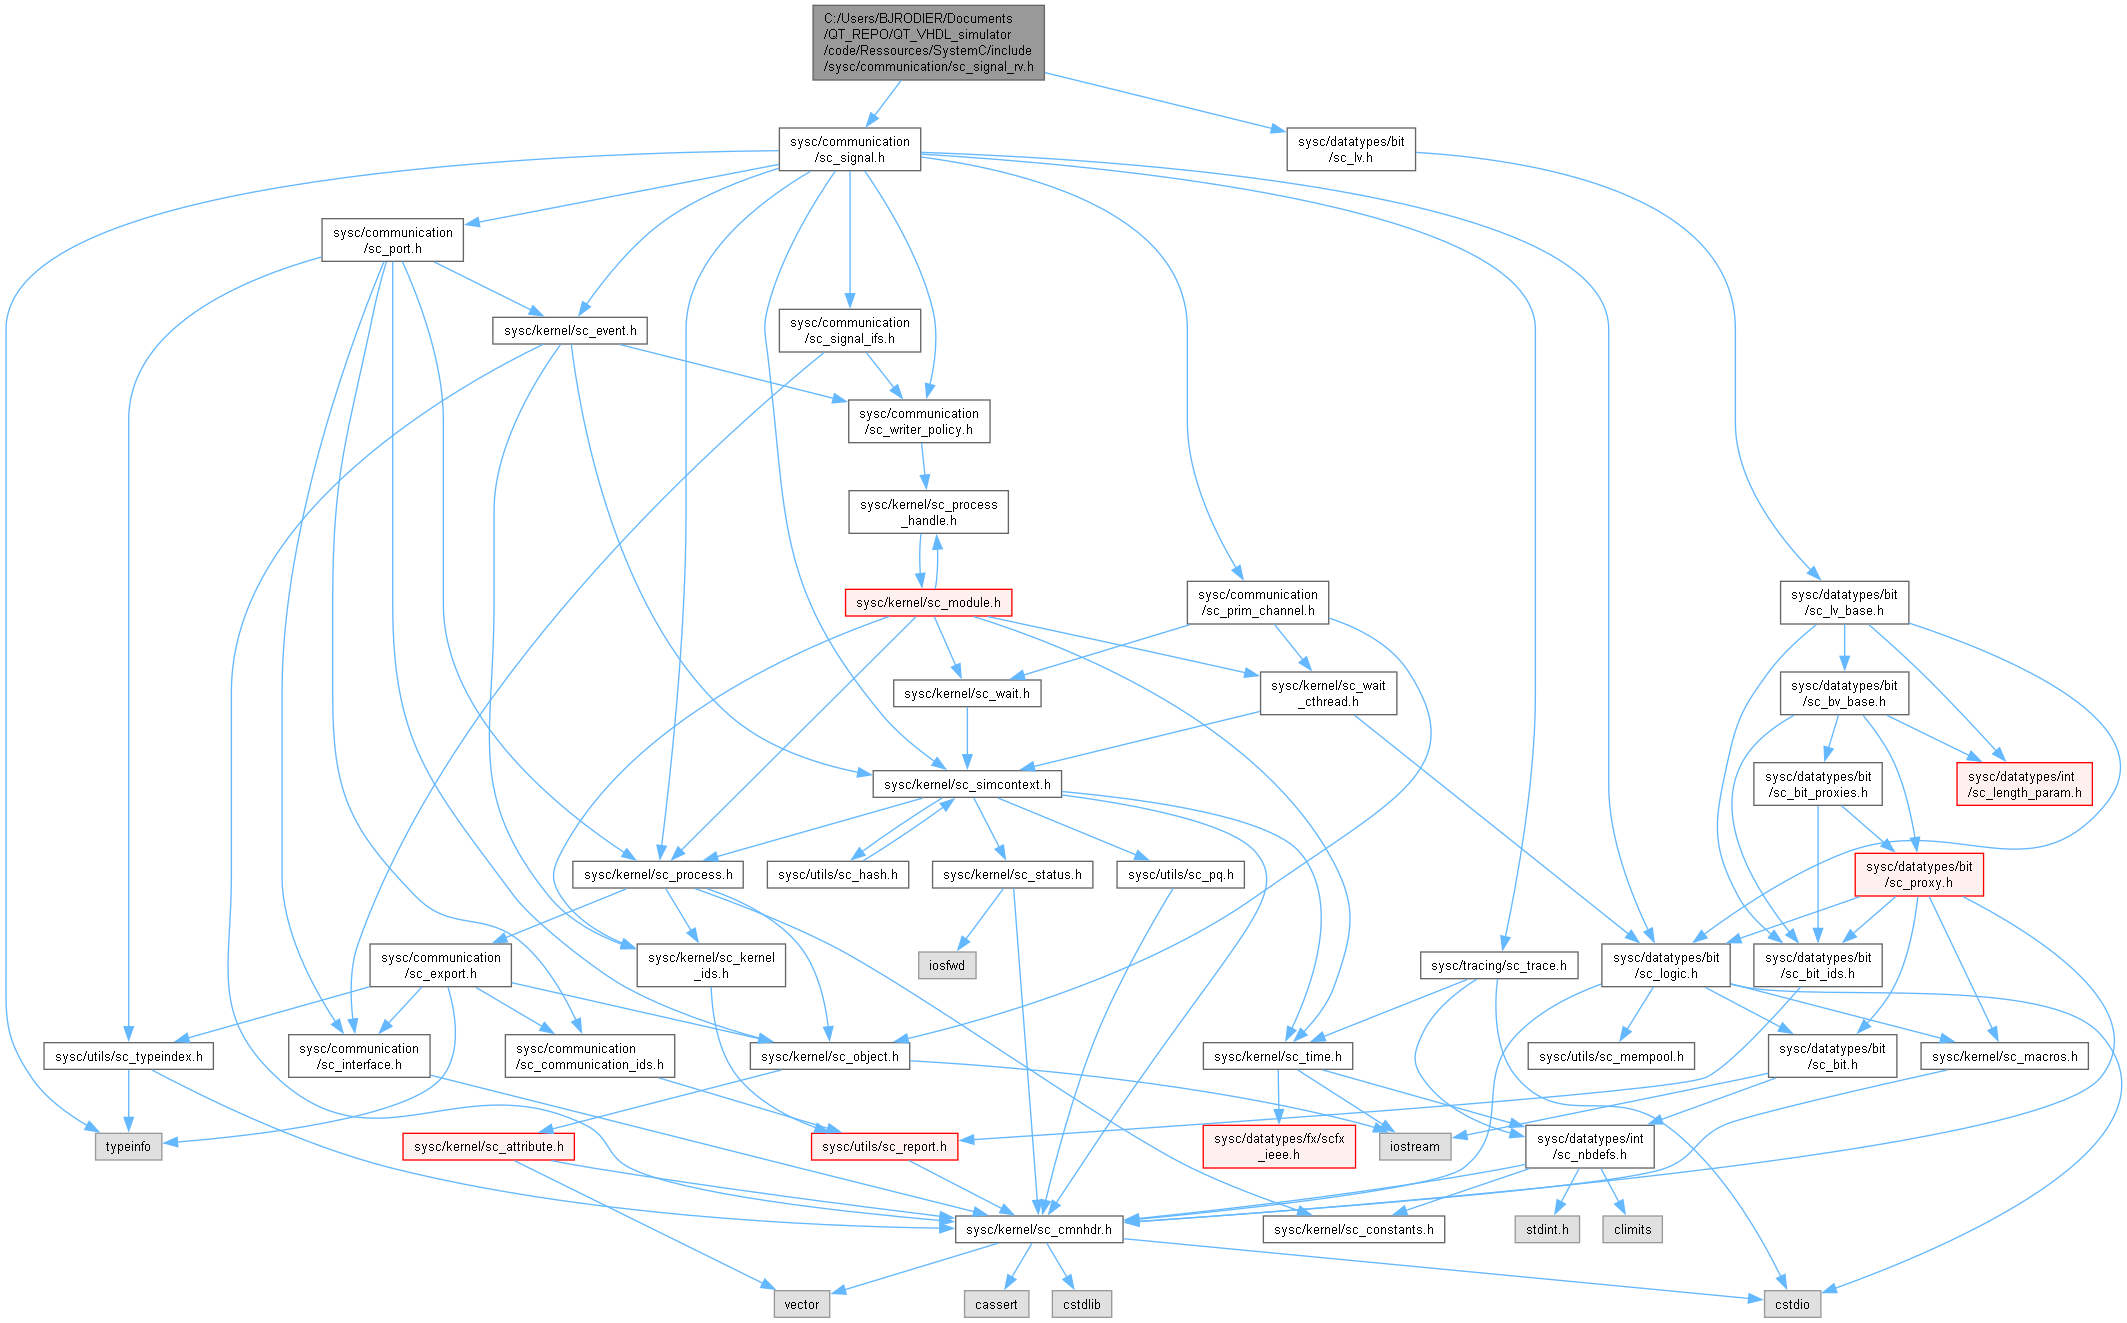 C:/Users/BJRODIER/Documents
/QT_REPO/QT_VHDL_simulator
/code/Ressources/SystemC/include
/sysc/communication/sc_signal_rv.h
sysc/communication
/sc_signal.h
sysc/datatypes/bit
/sc_lv.h
sysc/communication
/sc_port.h
sysc/kernel/sc_event.h
sysc/communication
/sc_signal_ifs.h
sysc/communication
/sc_writer_policy.h
sysc/kernel/sc_process
_handle.h
sysc/kernel/sc_module.h
sysc/communication
/sc_prim_channel.h
sysc/datatypes/bit
/sc_lv_base.h
sysc/kernel/sc_wait.h
sysc/kernel/sc_wait
_cthread.h
sysc/datatypes/bit
/sc_bv_base.h
sysc/kernel/sc_simcontext.h
sysc/datatypes/bit
/sc_bit_proxies.h
sysc/datatypes/int
/sc_length_param.h
sysc/kernel/sc_process.h
sysc/utils/sc_hash.h
sysc/kernel/sc_status.h
sysc/utils/sc_pq.h
sysc/datatypes/bit
/sc_proxy.h
sysc/communication
/sc_export.h
sysc/kernel/sc_kernel
_ids.h
iosfwd
sysc/tracing/sc_trace.h
sysc/datatypes/bit
/sc_logic.h
sysc/datatypes/bit
/sc_bit_ids.h
sysc/utils/sc_typeindex.h
sysc/communication
/sc_interface.h
sysc/communication
/sc_communication_ids.h
sysc/kernel/sc_object.h
sysc/kernel/sc_time.h
sysc/utils/sc_mempool.h
sysc/datatypes/bit
/sc_bit.h
sysc/kernel/sc_macros.h
typeinfo
sysc/kernel/sc_attribute.h
sysc/utils/sc_report.h
sysc/datatypes/fx/scfx
_ieee.h
iostream
sysc/datatypes/int
/sc_nbdefs.h
sysc/kernel/sc_cmnhdr.h
sysc/kernel/sc_constants.h
stdint.h
climits
vector
cassert
cstdlib
cstdio